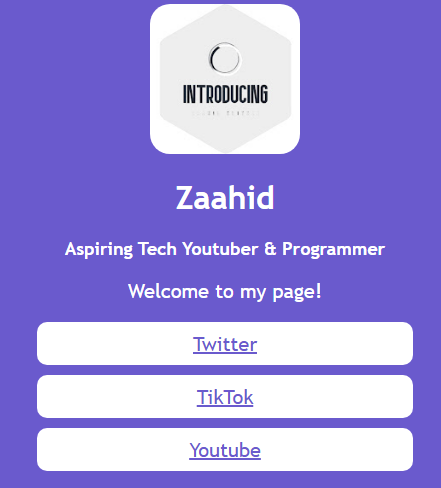 INTRODUCING
Zaahid
Aspiring Tech Youtuber & Programmer
Welcome to my page!
Twitter
TikTok
Youtube